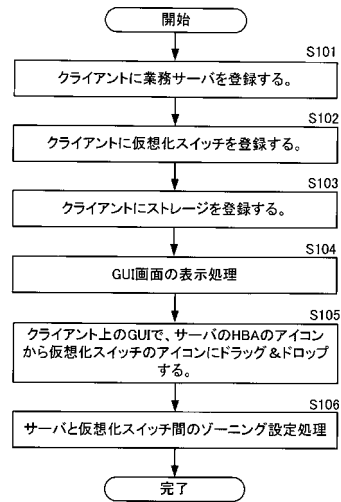 開始
S101
クライアントに業務サーバを登録する。
S102
クライアントに仮想化スイッチを登録する。
S103
クライアントにストレージを登録する。
S104
GUI画面の表示処理
S105
クライアント上のGUIで、サーバのHBAのアイコン
から仮想化スイッチのアイコンにドラッグ&ドロップ
する。
S106
サーバと仮想化スイッチ間のゾーニング設定処理
完了